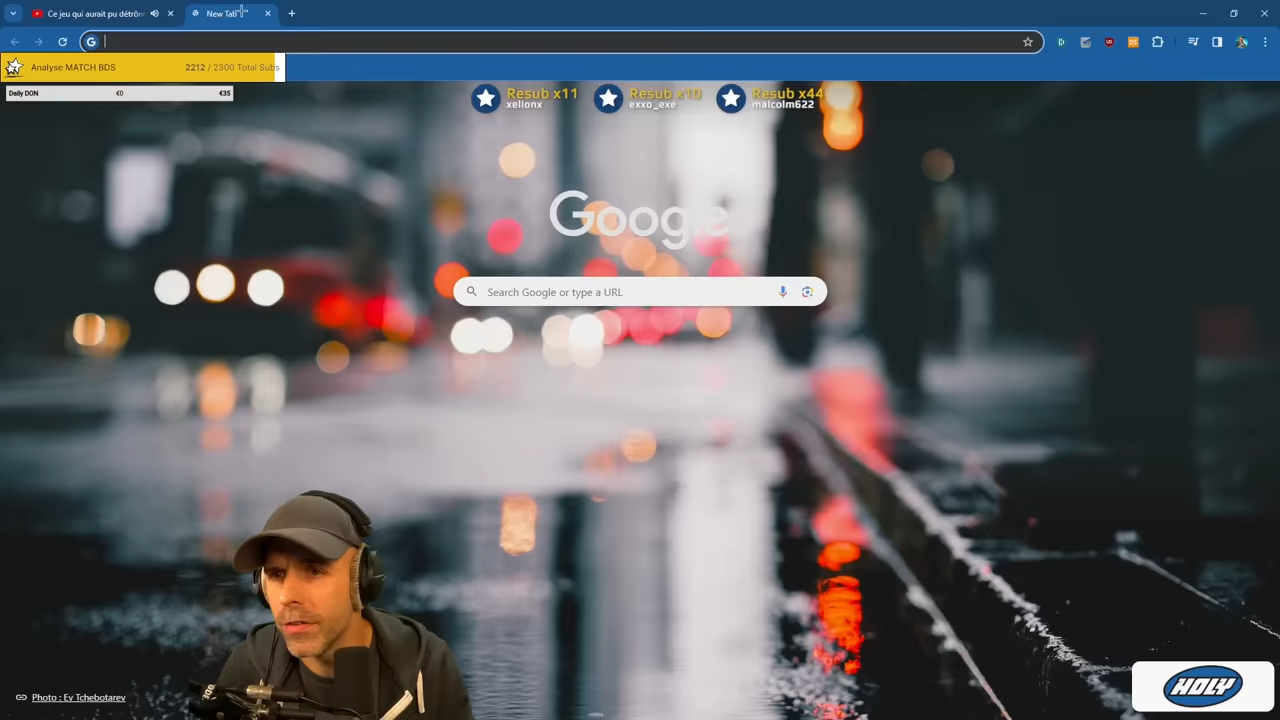 Ce jeu qui aurait pu détrôn
New Tab
Analyse MATCH BDS
2212 / 2300 Total Subs
Daily DON €0 €35
Resub x11
xelionx
Resub x10
exxo_exe
Resub x44
malcolm622
Google
Search Google or type a URL
Photo : Ev Tchebotarev
HOLY